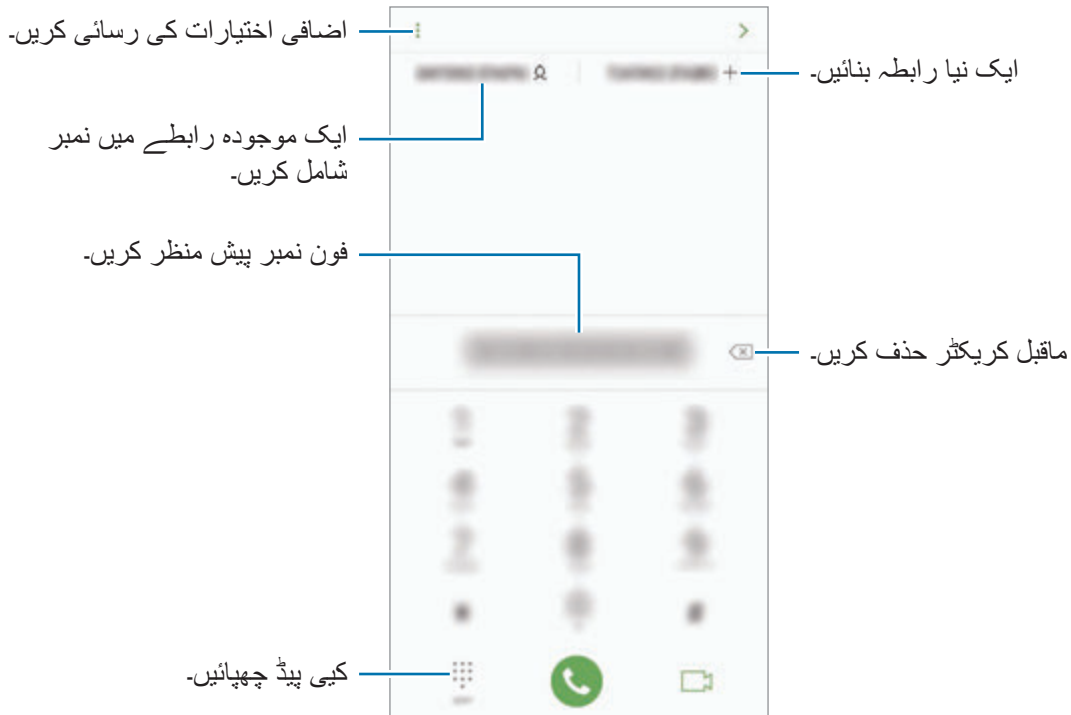 اضافی اختیارات کی رسائی کریں۔
ایک نیا رابطہ بنائیں۔
ایک موجودہ رابطے میں نمبر
شامل کریں۔
فون نمبر پیش منظر کریں۔
ماقبل کریکٹر حذف کریں۔
کیی پیڈ چھپائیں۔